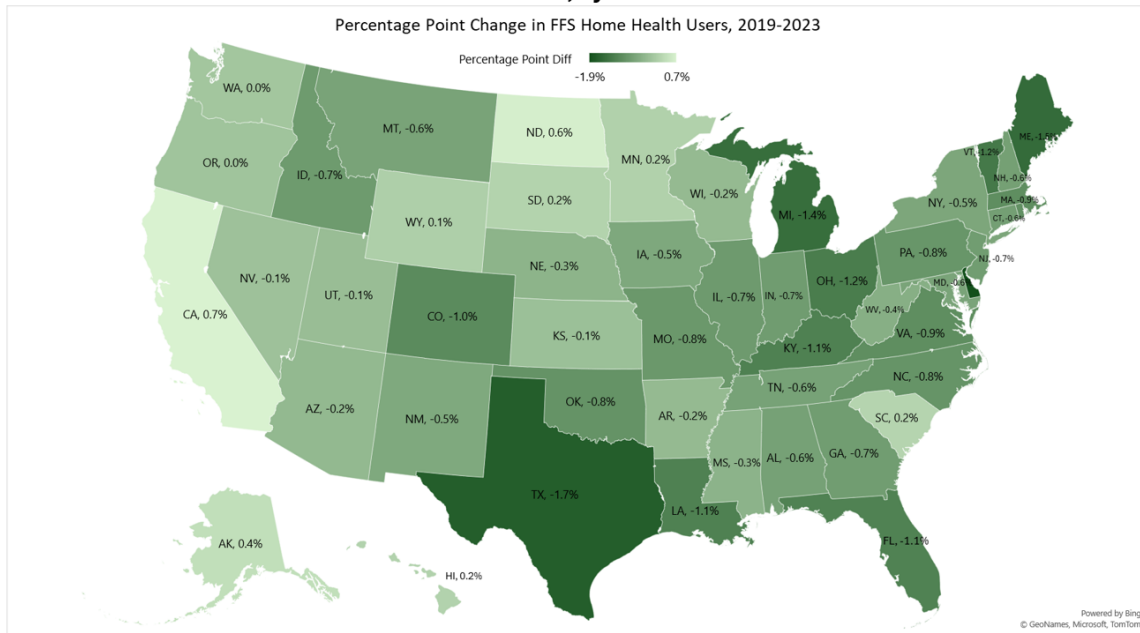 Percentage Point Change in FFS Home Health Users, 2019-2023
Percentage Point Diff
-1.9% 0.7%
WA, 0.0%
MT, -0.6%
ND, 0.6%
MN, 0.2%
ME, -1.5%
VT, -1.2%
OR, 0.0%
ID, -0.7%
SD, 0.2%
WI, -0.2%
NH, -0.6%
MI, -1.4%
NY, -0.5%
MA, -0.9%
CT, -0.6%
WY, 0.1%
IA, -0.5%
PA, -0.8%
NJ, -0.7%
NE, -0.3%
NV, -0.1%
UT, -0.1%
OH, -1.2%
MD, -0.6%
IL, -0.7%
IN, -0.7%
CA, 0.7%
CO, -1.0%
WV, -0.4%
KS, -0.1%
MO, -0.8%
VA, -0.9%
KY, -1.1%
NC, -0.8%
TN, -0.6%
AZ, -0.2%
NM, -0.5%
OK, -0.8%
AR, -0.2%
SC, 0.2%
MS, -0.3%
AL, -0.6%
GA, -0.7%
TX, -1.7%
LA, -1.1%
FL, -1.1%
AK, 0.4%
HI, 0.2%
Powered by Bing
© GeoNames, Microsoft, TomTom